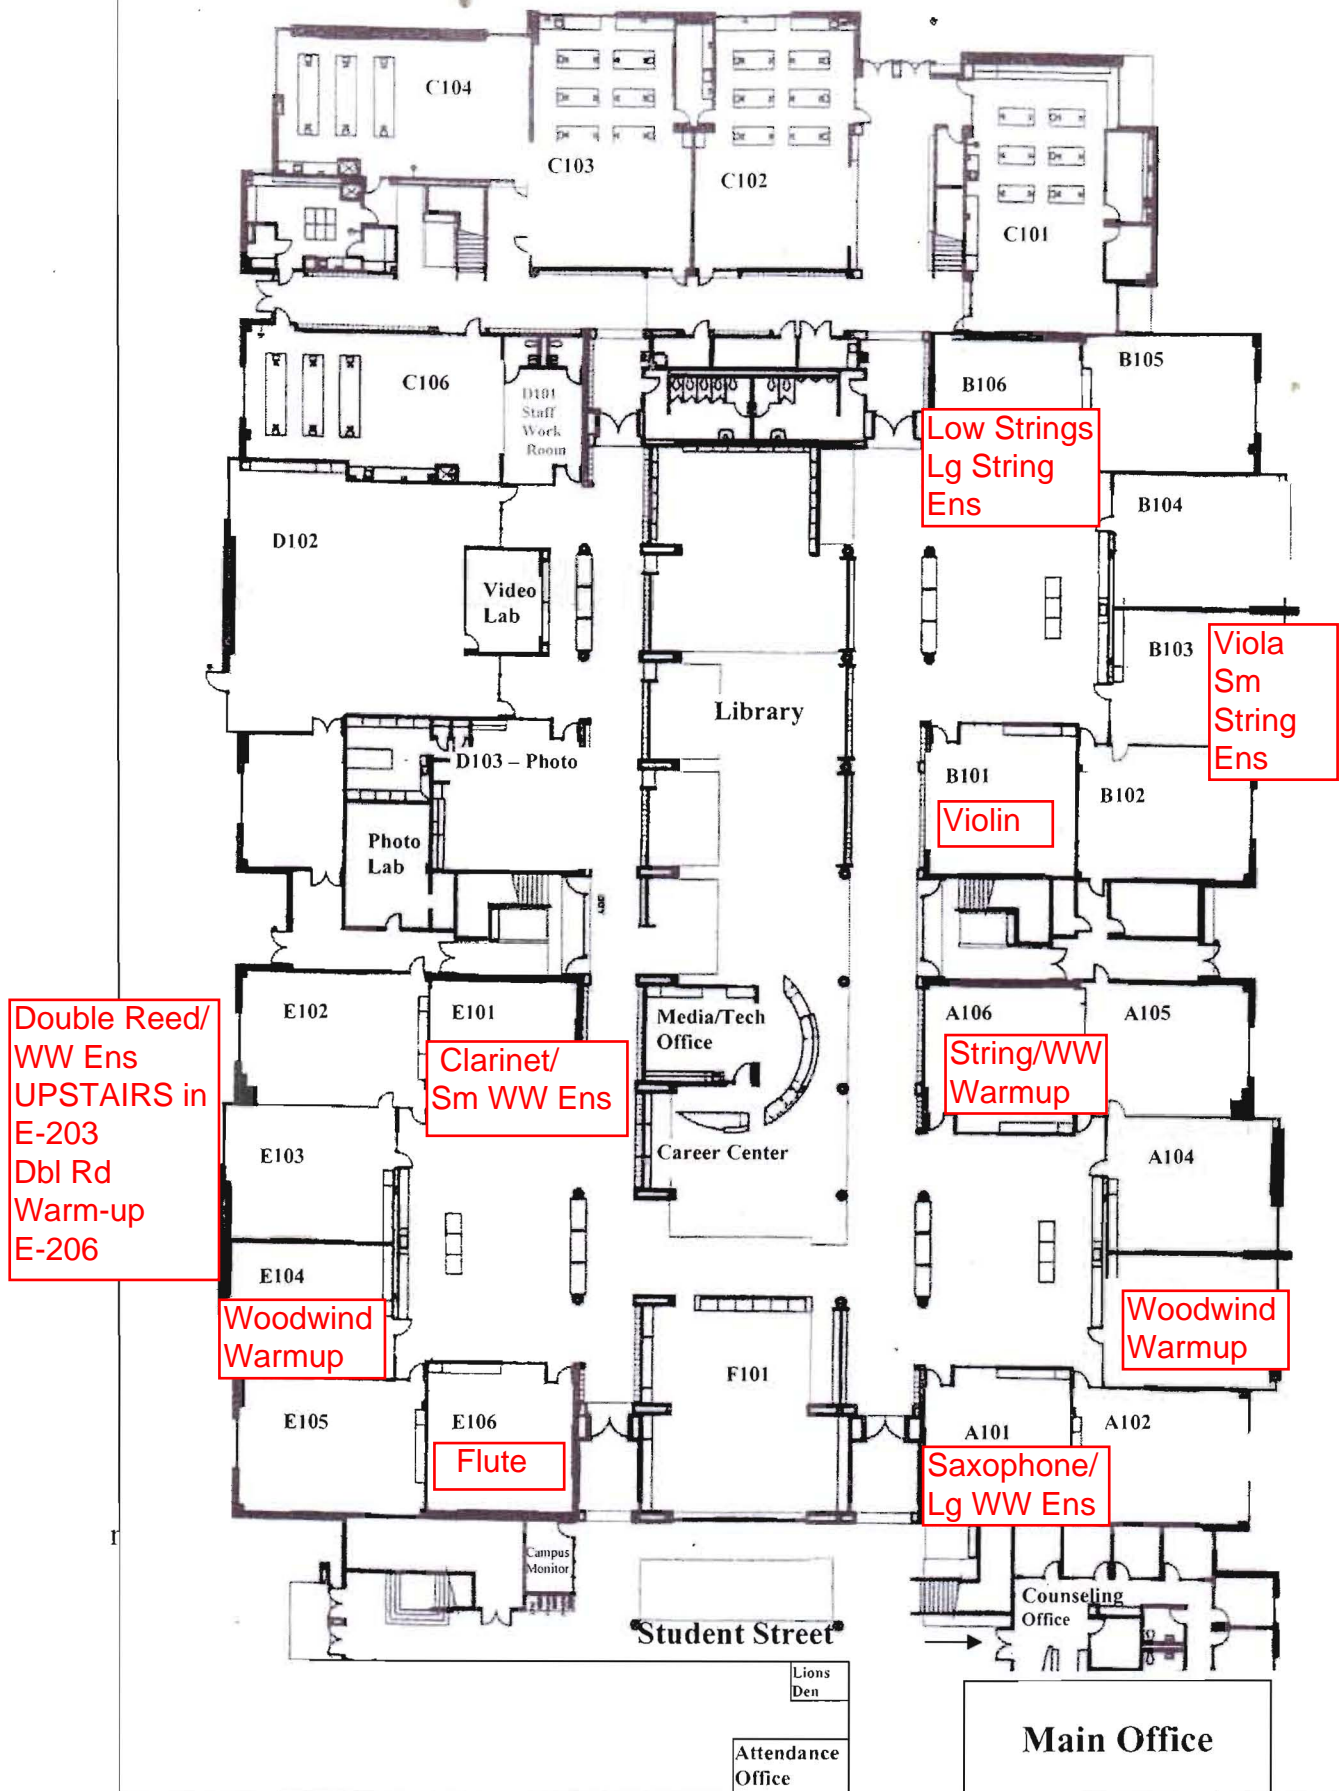 C104
C103
C102
C101
C106
D101
Staff
Work
Room
B106
B105
Low Strings
Lg String
Ens
B104
D102
Video
Lab
B103
Viola
Sm
String
Ens
Library
D103 – Photo
B101
Violin
B102
Photo
Lab
E102
E101
Media/Tech
Office
A106
A105
Double Reed/
WW Ens
UPSTAIRS in
E-203
Dbl Rd
Warm-up
E-206
Clarinet/
Sm WW Ens
String/WW
Warmup
E103
Career Center
A104
E104
Woodwind
Warmup
Woodwind
Warmup
F101
E105
E106
Flute
A101
A102
Saxophone/
Lg WW Ens
Campus
Monitor
Counseling
Office
Student Street
Lions
Den
Main Office
Attendance
Office